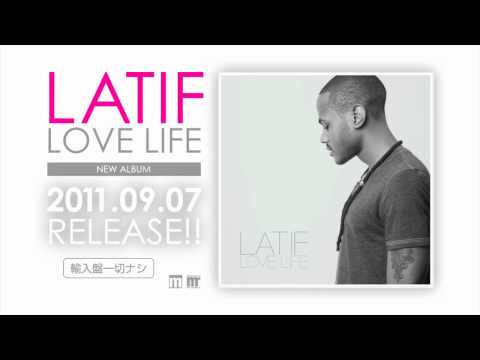 LATIF
LOVE LIFE
NEW ALBUM
2011.09.07
RELEASE!!
輸入盤一切ナシ
LATIF
LOVE LIFE